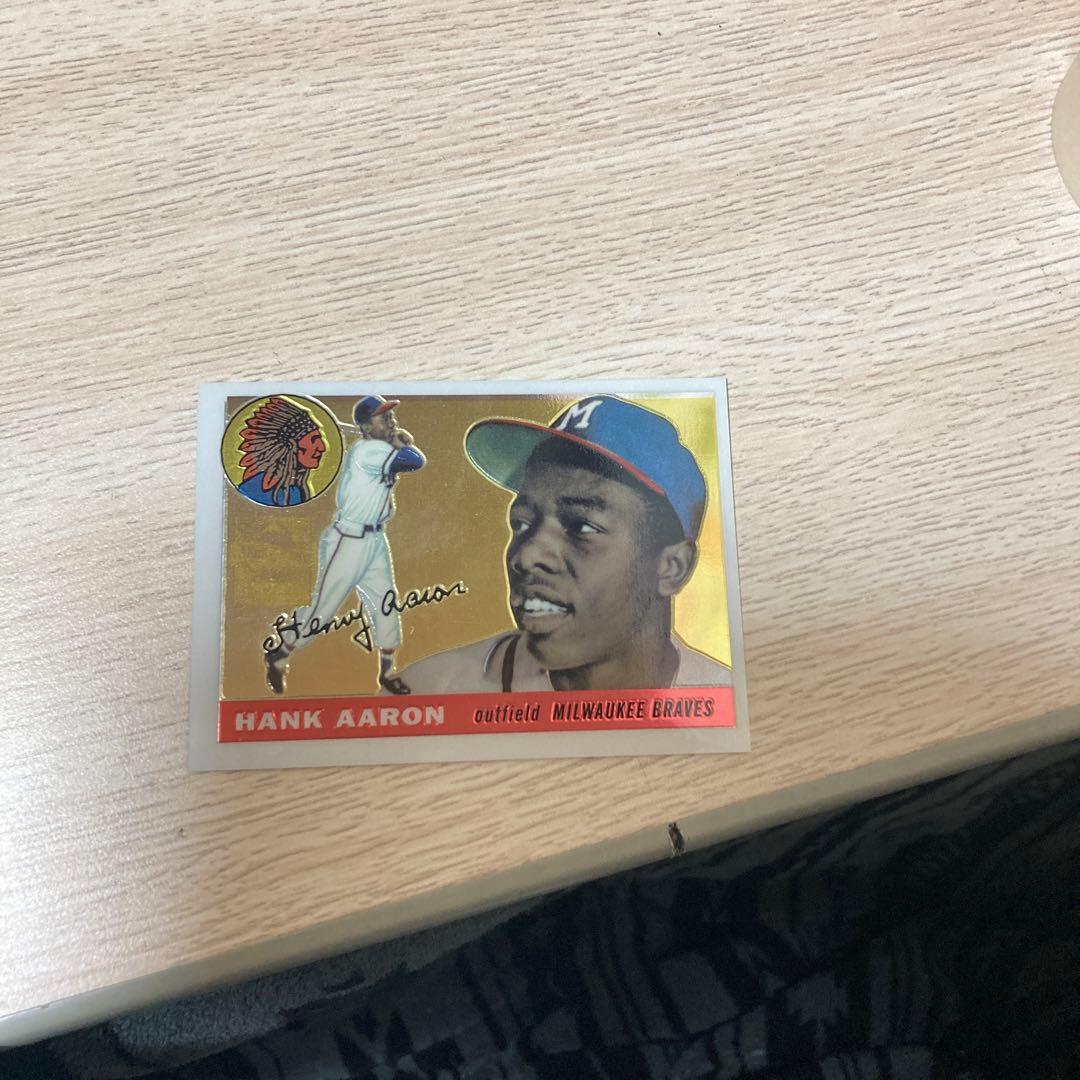 M
Henry Aaron
HANK AARON outfield MILWAUKEE BRAVES